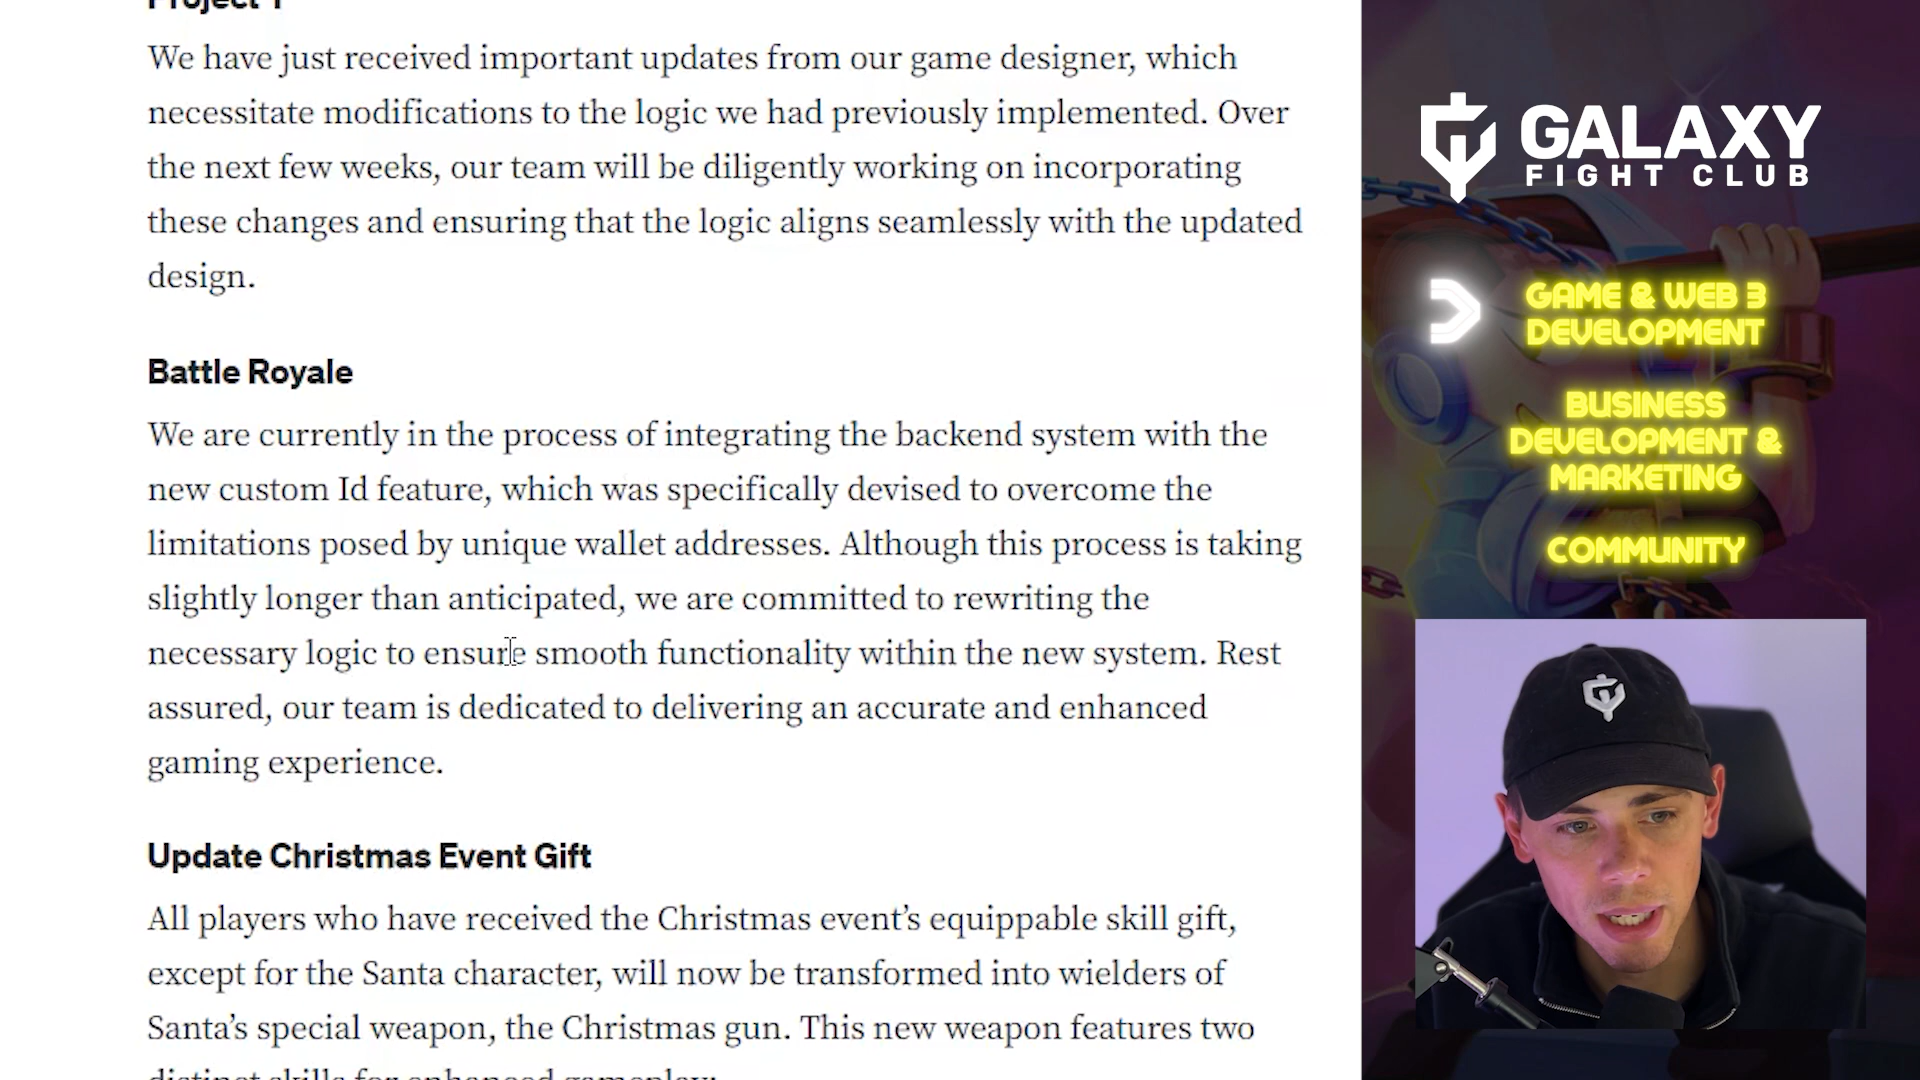 Project 1
We have just received important updates from our game designer, which
necessitate modifications to the logic we had previously implemented. Over
the next few weeks, our team will be diligently working on incorporating
these changes and ensuring that the logic aligns seamlessly with the updated
design.
Battle Royale
We are currently in the process of integrating the backend system with the
new custom Id feature, which was specifically devised to overcome the
limitations posed by unique wallet addresses. Although this process is taking
slightly longer than anticipated, we are committed to rewriting the
necessary logic to ensure smooth functionality within the new system. Rest
assured, our team is dedicated to delivering an accurate and enhanced
gaming experience.
Update Christmas Event Gift
All players who have received the Christmas event’s equippable skill gift,
except for the Santa character, will now be transformed into wielders of
Santa’s special weapon, the Christmas gun. This new weapon features two
distinct skills for enhanced gameplay:
GALAXY
FIGHT CLUB
GAME & WEB 3
DEVELOPMENT
BUSINESS
DEVELOPMENT &
MARKETING
COMMUNITY